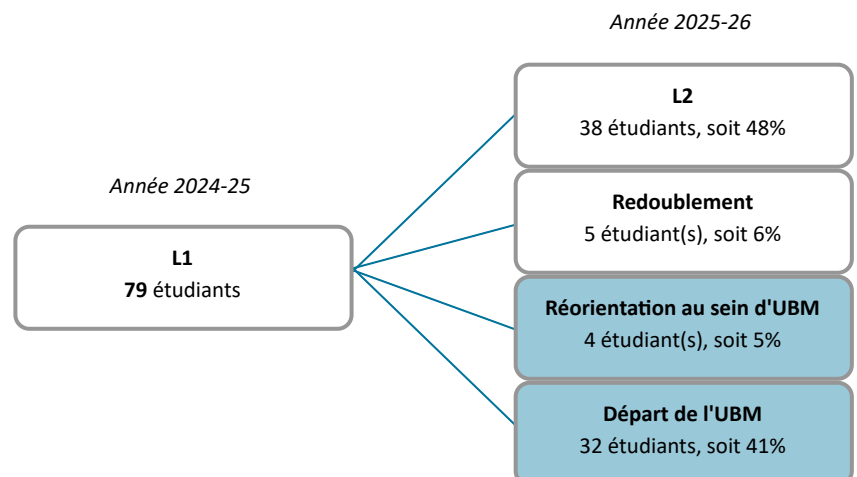 Année 2025-26
L2
38 étudiants, soit 48%
Année 2024-25
Redoublement
5 étudiant(s), soit 6%
L1
79 étudiants
Réorientation au sein d'UBM
4 étudiant(s), soit 5%
Départ de l'UBM
32 étudiants, soit 41%